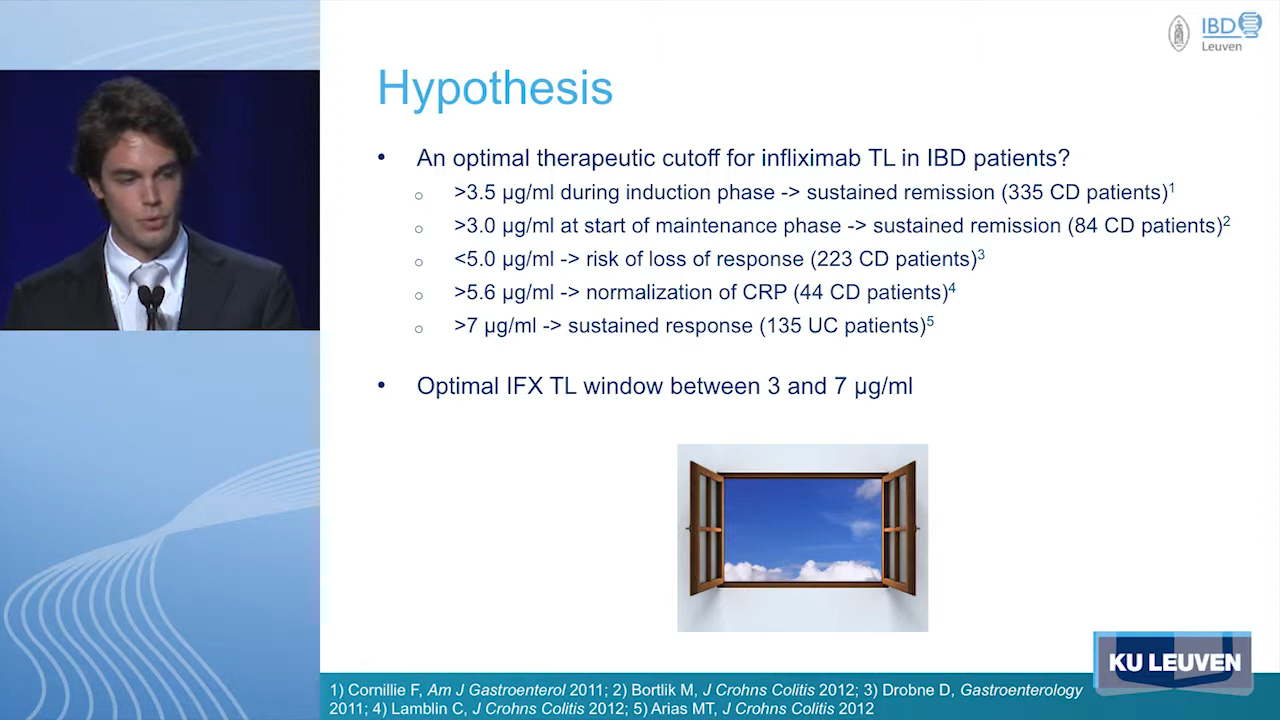 IBD
Leuven
Hypothesis
• An optimal therapeutic cutoff for infliximab TL in IBD patients?
o >3.5 µg/ml during induction phase -> sustained remission (335 CD patients)1
o >3.0 µg/ml at start of maintenance phase -> sustained remission (84 CD patients)2
o <5.0 µg/ml -> risk of loss of response (223 CD patients)3
o >5.6 µg/ml -> normalization of CRP (44 CD patients)4
o >7 µg/ml -> sustained response (135 UC patients)5
• Optimal IFX TL window between 3 and 7 µg/ml
KU LEUVEN
1) Cornillie F, Am J Gastroenterol 2011; 2) Bortlik M, J Crohns Colitis 2012; 3) Drobne D, Gastroenterology
2011; 4) Lamblin C, J Crohns Colitis 2012; 5) Arias MT, J Crohns Colitis 2012